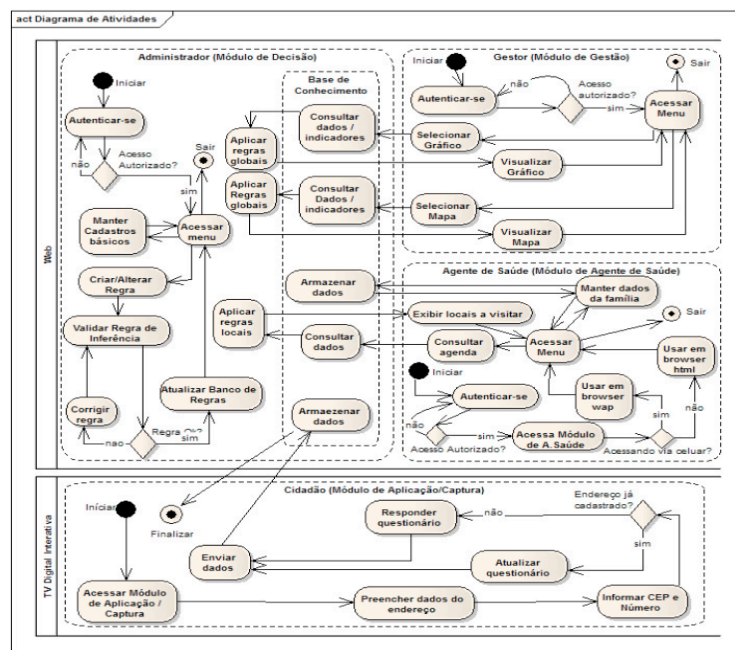 act Diagrama de Atividades
Web
Administrador (Módulo de Decisão)
Iniciar
Autenticar-se
Acesso
Autorizado?
não
sim
Sair
Manter
Cadastros
básicos
Acessar
menu
Criar/Alterar
Regra
Validar Regra de
Inferência
Corrigir
regra
Atualizar Banco de
Regras
Regra Ok?
nao
sim
Base de
Conhecimento
Aplicar
regras
globais
Consultar
dados /
indicadores
Aplicar
Regras
globais
Consultar
Dados /
indicadores
Armazenar
dados
Aplicar
regras
locais
Consultar
dados
Armaezenar
dados
Gestor (Módulo de Gestão)
Iniciar
Autenticar-se
não
Acesso
autorizado?
sim
Sair
Acessar
Menu
Selecionar
Gráfico
Visualizar
Gráfico
Selecionar
Mapa
Visualizar
Mapa
Agente de Saúde (Módulo de Agente de Saúde)
Manter dados
da família
Exibir locais a visitar
Sair
Consultar
agenda
Acessar
Menu
Usar em
browser
html
Iniciar
Autenticar-se
Usar em
browser
wap
não
sim
Acesso Autorizado?
Acessa Módulo
de A.Saúde
sim
não
Acessando via celuar?
TV Digital Interativa
Cidadão (Módulo de Aplicação/Captura)
Iníciar
Finalizar
Enviar
dados
Responder
questionário
não
Endereço já
cadastrado?
sim
Atualizar
questionário
Acessar Módulo
de Aplicação /
Captura
Preencher dados do
endereço
Informar CEP e
Número